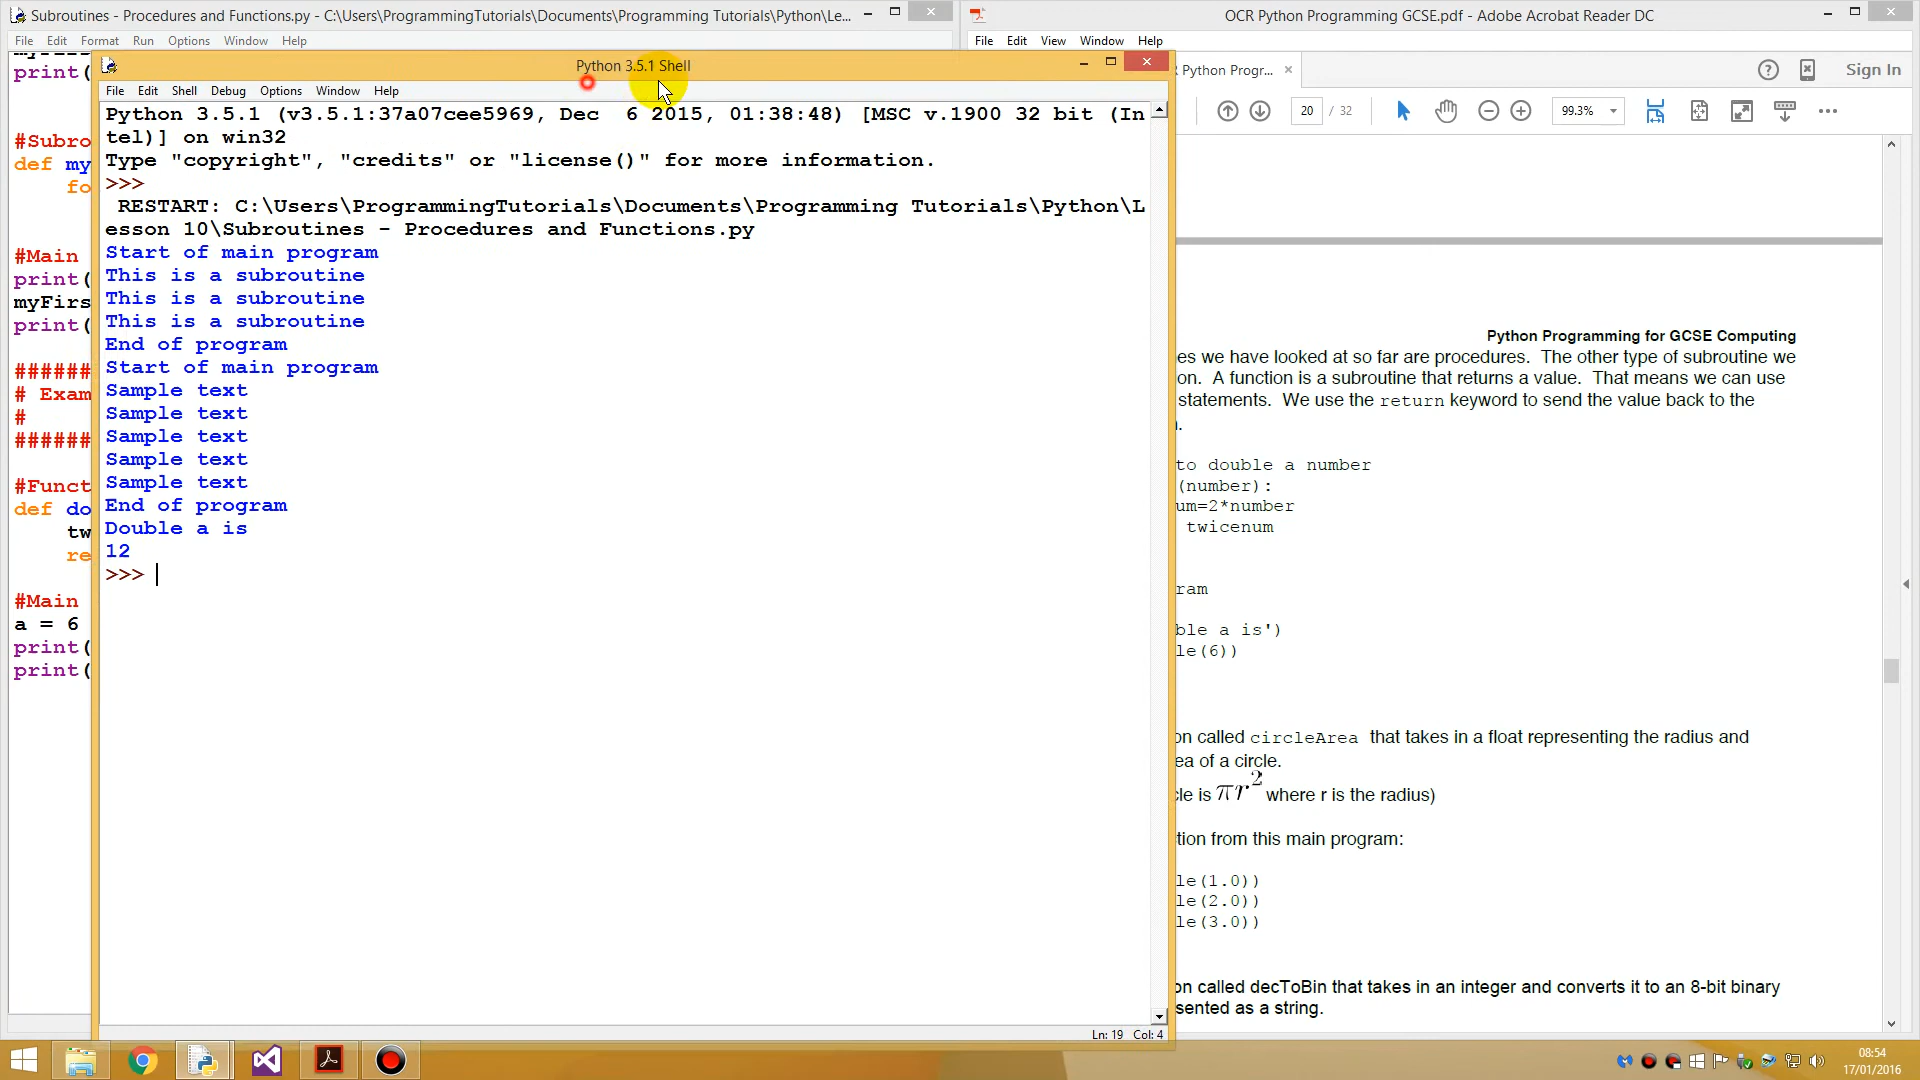 Subroutines - Procedures and Functions.py - C:\Users\ProgrammingTutorials\Documents\Programming Tutorials\Python\Le...
File Edit Format Run Options Window Help
print(
#Subro
def my
fo
#Main
print(
myFirs
print(
######
# Exam
#
######
#Funct
def do
tw
re
#Main
a = 6
print(
print(
Python 3.5.1 Shell
File Edit Shell Debug Options Window Help
Python 3.5.1 (v3.5.1:37a07cee5969, Dec  6 2015, 01:38:48) [MSC v.1900 32 bit (In
tel)] on win32
Type "copyright", "credits" or "license()" for more information.
>>>
RESTART: C:\Users\ProgrammingTutorials\Documents\Programming Tutorials\Python\L
esson 10\Subroutines - Procedures and Functions.py
Start of main program
This is a subroutine
This is a subroutine
This is a subroutine
End of program
Start of main program
Sample text
Sample text
Sample text
Sample text
Sample text
End of program
Double a is
12
>>>
Ln: 19 Col: 4
OCR Python Programming GCSE.pdf - Adobe Acrobat Reader DC
File Edit View Window Help
R Python Progr... ×
Sign In
20 / 32
99.3%
Python Programming for GCSE Computing
es we have looked at so far are procedures. The other type of subroutine we
on. A function is a subroutine that returns a value. That means we can use
statements. We use the return keyword to send the value back to the
to double a number
(number):
um=2*number
twicenum
ram
ble a is')
le(6))
on called circleArea that takes in a float representing the radius and
ea of a circle.
cle is πr² where r is the radius)
tion from this main program:
le(1.0))
le(2.0))
le(3.0))
on called decToBin that takes in an integer and converts it to an 8-bit binary
sented as a string.
08:54
17/01/2016